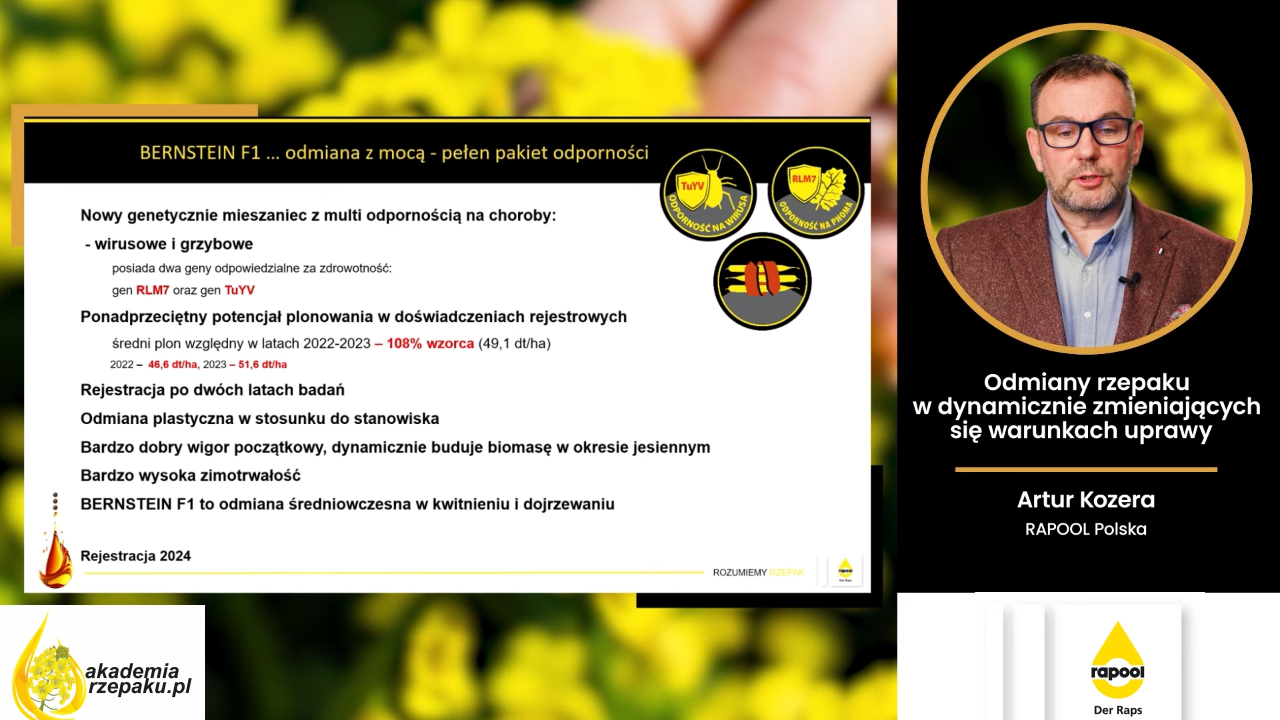 BERNSTEIN F1 ... odmiana z mocą - pełen pakiet odporności
TuYV
ODPORNOŚĆ NA WIRUSA
RLM7
ODPORNOŚĆ NA PHOMA
Nowy genetycznie mieszaniec z multi odpornością na choroby:
- wirusowe i grzybowe
posiada dwa geny odpowiedzialne za zdrowotność:
gen RLM7 oraz gen TuYV
Ponadprzeciętny potencjał plonowania w doświadczeniach rejestrowych
średni plon względny w latach 2022-2023 – 108% wzorca (49,1 dt/ha)
2022 – 46,6 dt/ha, 2023 – 51,6 dt/ha
Rejestracja po dwóch latach badań
Odmiana plastyczna w stosunku do stanowiska
Bardzo dobry wigor początkowy, dynamicznie buduje biomasę w okresie jesiennym
Bardzo wysoka zimotrwałość
BERNSTEIN F1 to odmiana średniowczesna w kwitnieniu i dojrzewaniu
Rejestracja 2024
ROZUMIEMY RZEPAK
rapool
Der Raps
akademia
rzepaku.pl
Odmiany rzepaku
w dynamicznie zmieniających
się warunkach uprawy
Artur Kozera
RAPOOL Polska
rapool
Der Raps